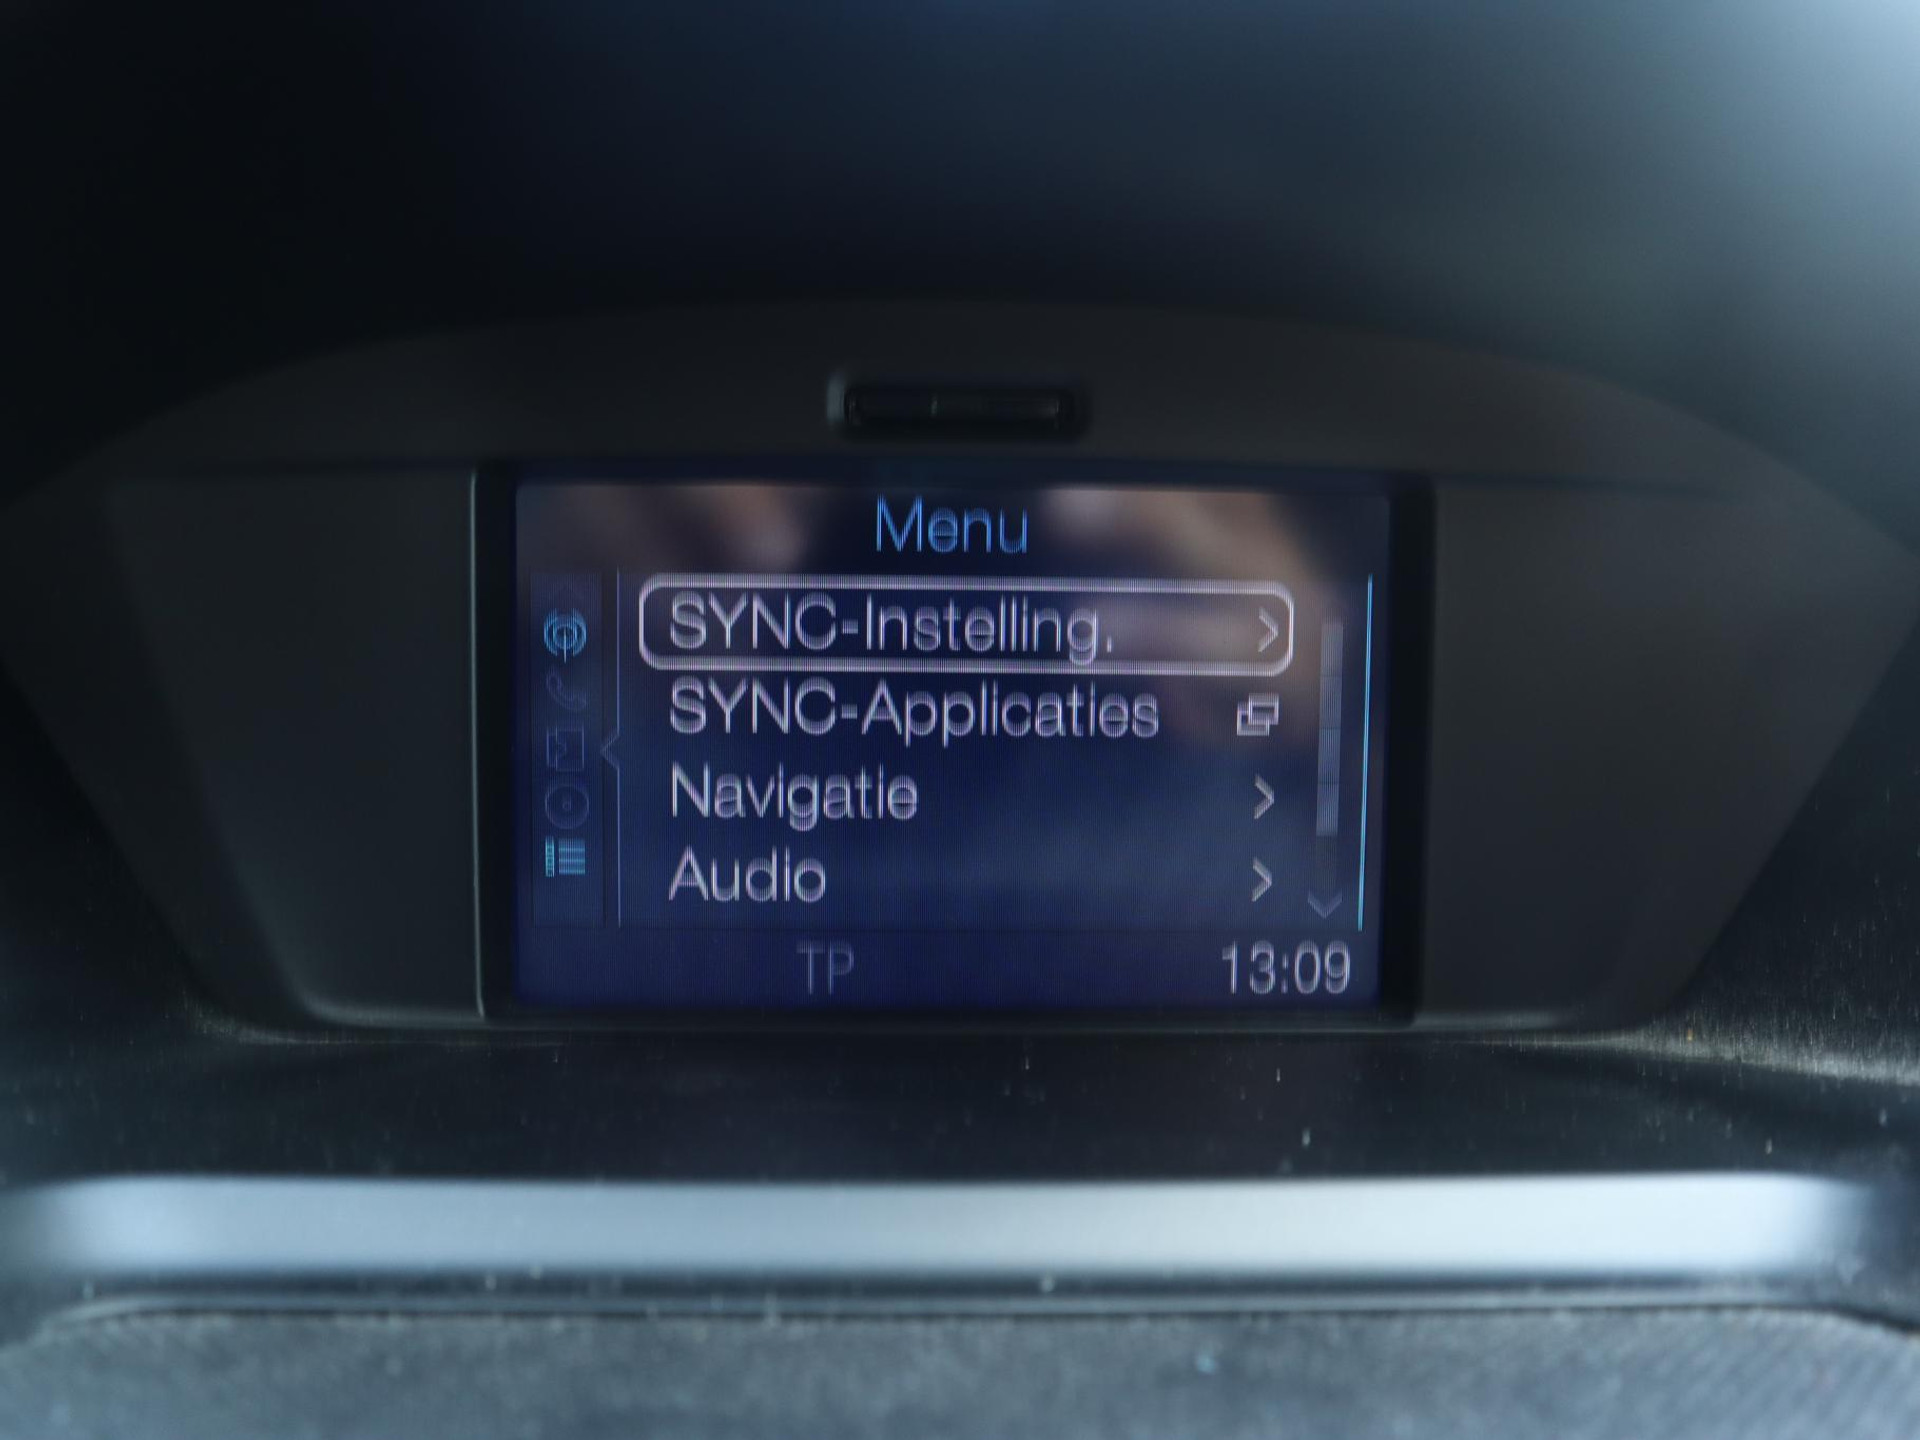 Menu
SYNC-Instelling.
SYNC-Applicaties
Navigatie
Audio
TP 13:09